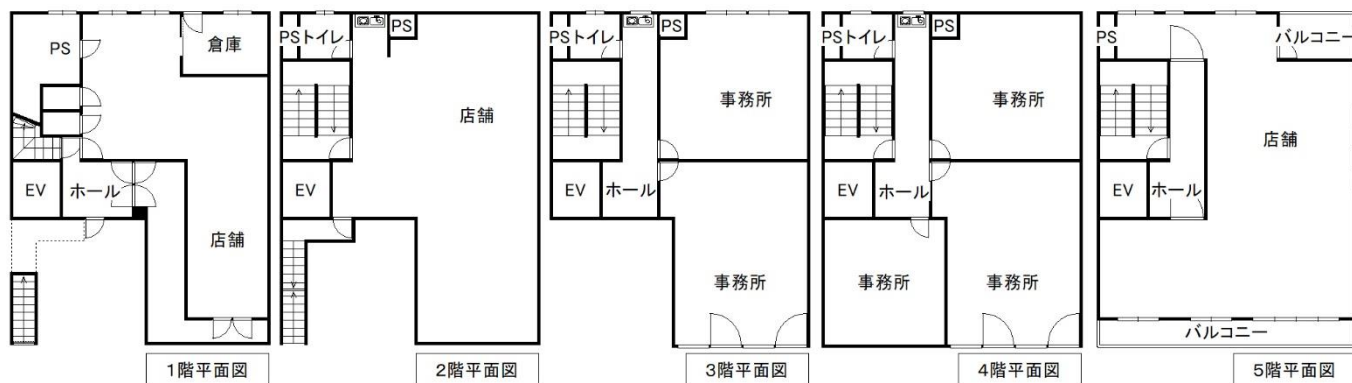 PS
倉庫
EV
ホール
店舗
1階平面図
PS
トイレ
PS
店舗
EV
2階平面図
PS
トイレ
PS
事務所
EV
ホール
事務所
3階平面図
PS
トイレ
PS
事務所
EV
ホール
事務所
事務所
4階平面図
PS
バルコニー
店舗
EV
ホール
バルコニー
5階平面図